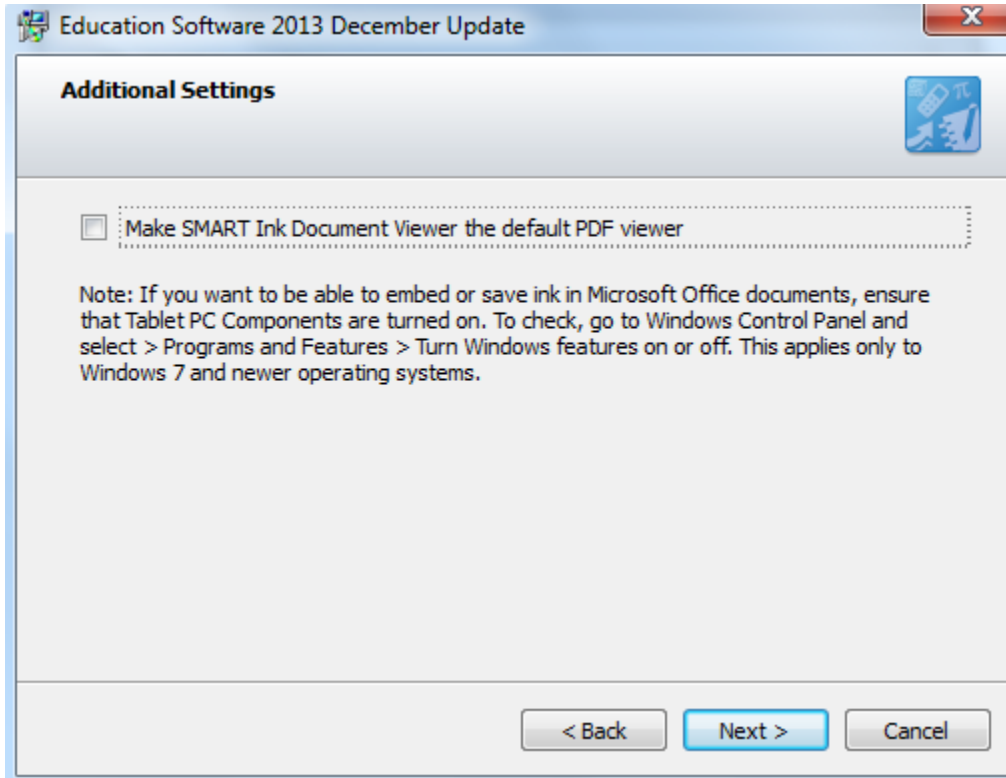 Education Software 2013 December Update
Additional Settings
Make SMART Ink Document Viewer the default PDF viewer
Note: If you want to be able to embed or save ink in Microsoft Office documents, ensure
that Tablet PC Components are turned on. To check, go to Windows Control Panel and
select > Programs and Features > Turn Windows features on or off. This applies only to
Windows 7 and newer operating systems.
< Back Next > Cancel